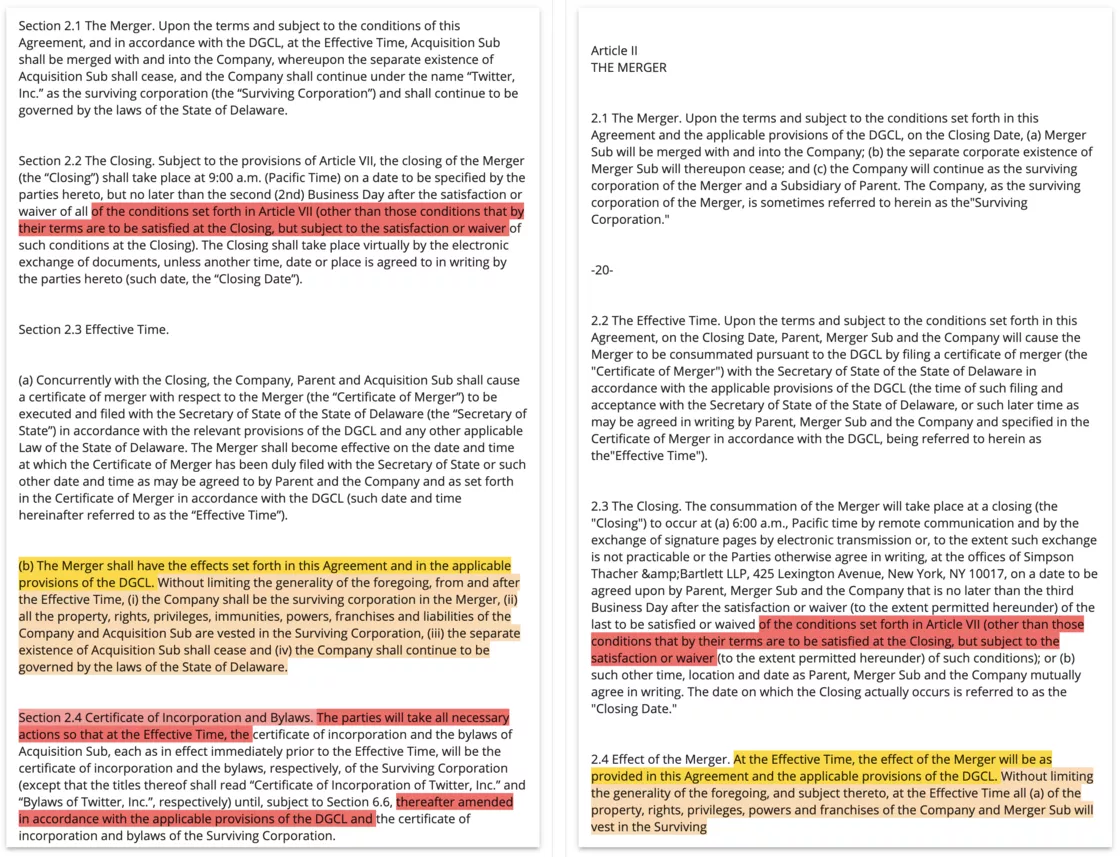 Section 2.1 The Merger. Upon the terms and subject to the conditions of this
Agreement, and in accordance with the DGCL, at the Effective Time, Acquisition Sub
shall be merged with and into the Company, whereupon the separate existence of
Acquisition Sub shall cease, and the Company shall continue under the name “Twitter,
Inc.” as the surviving corporation (the “Surviving Corporation”) and shall continue to be
governed by the laws of the State of Delaware.
Section 2.2 The Closing. Subject to the provisions of Article VII, the closing of the Merger
(the “Closing”) shall take place at 9:00 a.m. (Pacific Time) on a date to be specified by the
parties hereto, but no later than the second (2nd) Business Day after the satisfaction or
waiver of all of the conditions set forth in Article VII (other than those conditions that by
their terms are to be satisfied at the Closing, but subject to the satisfaction or waiver of
such conditions at the Closing). The Closing shall take place virtually by the electronic
exchange of documents, unless another time, date or place is agreed to in writing by
the parties hereto (such date, the “Closing Date”).
Section 2.3 Effective Time.
(a) Concurrently with the Closing, the Company, Parent and Acquisition Sub shall cause
a certificate of merger with respect to the Merger (the “Certificate of Merger”) to be
executed and filed with the Secretary of State of the State of Delaware (the “Secretary of
State”) in accordance with the relevant provisions of the DGCL and any other applicable
Law of the State of Delaware. The Merger shall become effective on the date and time
at which the Certificate of Merger has been duly filed with the Secretary of State or such
other date and time as may be agreed to by Parent and the Company and as set forth
in the Certificate of Merger in accordance with the DGCL (such date and time
hereinafter referred to as the “Effective Time”).
(b) The Merger shall have the effects set forth in this Agreement and in the applicable
provisions of the DGCL. Without limiting the generality of the foregoing, from and after
the Effective Time, (i) the Company shall be the surviving corporation in the Merger, (ii)
all the property, rights, privileges, immunities, powers, franchises and liabilities of the
Company and Acquisition Sub are vested in the Surviving Corporation, (iii) the separate
existence of Acquisition Sub shall cease and (iv) the Company shall continue to be
governed by the laws of the State of Delaware.
Section 2.4 Certificate of Incorporation and Bylaws. The parties will take all necessary
actions so that at the Effective Time, the certificate of incorporation and the bylaws of
Acquisition Sub, each as in effect immediately prior to the Effective Time, will be the
certificate of incorporation and the bylaws, respectively, of the Surviving Corporation
(except that the titles thereof shall read “Certificate of Incorporation of Twitter, Inc.” and
“Bylaws of Twitter, Inc.”, respectively) until, subject to Section 6.6, thereafter amended
in accordance with the applicable provisions of the DGCL and the certificate of
incorporation and bylaws of the Surviving Corporation.
Article II
THE MERGER
2.1 The Merger. Upon the terms and subject to the conditions set forth in this
Agreement and the applicable provisions of the DGCL, on the Closing Date, (a) Merger
Sub will be merged with and into the Company; (b) the separate corporate existence of
Merger Sub will thereupon cease; and (c) the Company will continue as the surviving
corporation of the Merger and a Subsidiary of Parent. The Company, as the surviving
corporation of the Merger, is sometimes referred to herein as the"Surviving
Corporation."
-20-
2.2 The Effective Time. Upon the terms and subject to the conditions set forth in this
Agreement, on the Closing Date, Parent, Merger Sub and the Company will cause the
Merger to be consummated pursuant to the DGCL by filing a certificate of merger (the
"Certificate of Merger") with the Secretary of State of the State of Delaware in
accordance with the applicable provisions of the DGCL (the time of such filing and
acceptance with the Secretary of State of the State of Delaware, or such later time as
may be agreed in writing by Parent, Merger Sub and the Company and specified in the
Certificate of Merger in accordance with the DGCL, being referred to herein as
the"Effective Time").
2.3 The Closing. The consummation of the Merger will take place at a closing (the
"Closing") to occur at (a) 6:00 a.m., Pacific time by remote communication and by the
exchange of signature pages by electronic transmission or, to the extent such exchange
is not practicable or the Parties otherwise agree in writing, at the offices of Simpson
Thacher &amp;Bartlett LLP, 425 Lexington Avenue, New York, NY 10017, on a date to be
agreed upon by Parent, Merger Sub and the Company that is no later than the third
Business Day after the satisfaction or waiver (to the extent permitted hereunder) of the
last to be satisfied or waived of the conditions set forth in Article VII (other than those
conditions that by their terms are to be satisfied at the Closing, but subject to the
satisfaction or waiver (to the extent permitted hereunder) of such conditions); or (b)
such other time, location and date as Parent, Merger Sub and the Company mutually
agree in writing. The date on which the Closing actually occurs is referred to as the
"Closing Date."
2.4 Effect of the Merger. At the Effective Time, the effect of the Merger will be as
provided in this Agreement and the applicable provisions of the DGCL. Without limiting
the generality of the foregoing, and subject thereto, at the Effective Time all (a) of the
property, rights, privileges, powers and franchises of the Company and Merger Sub will
vest in the Surviving